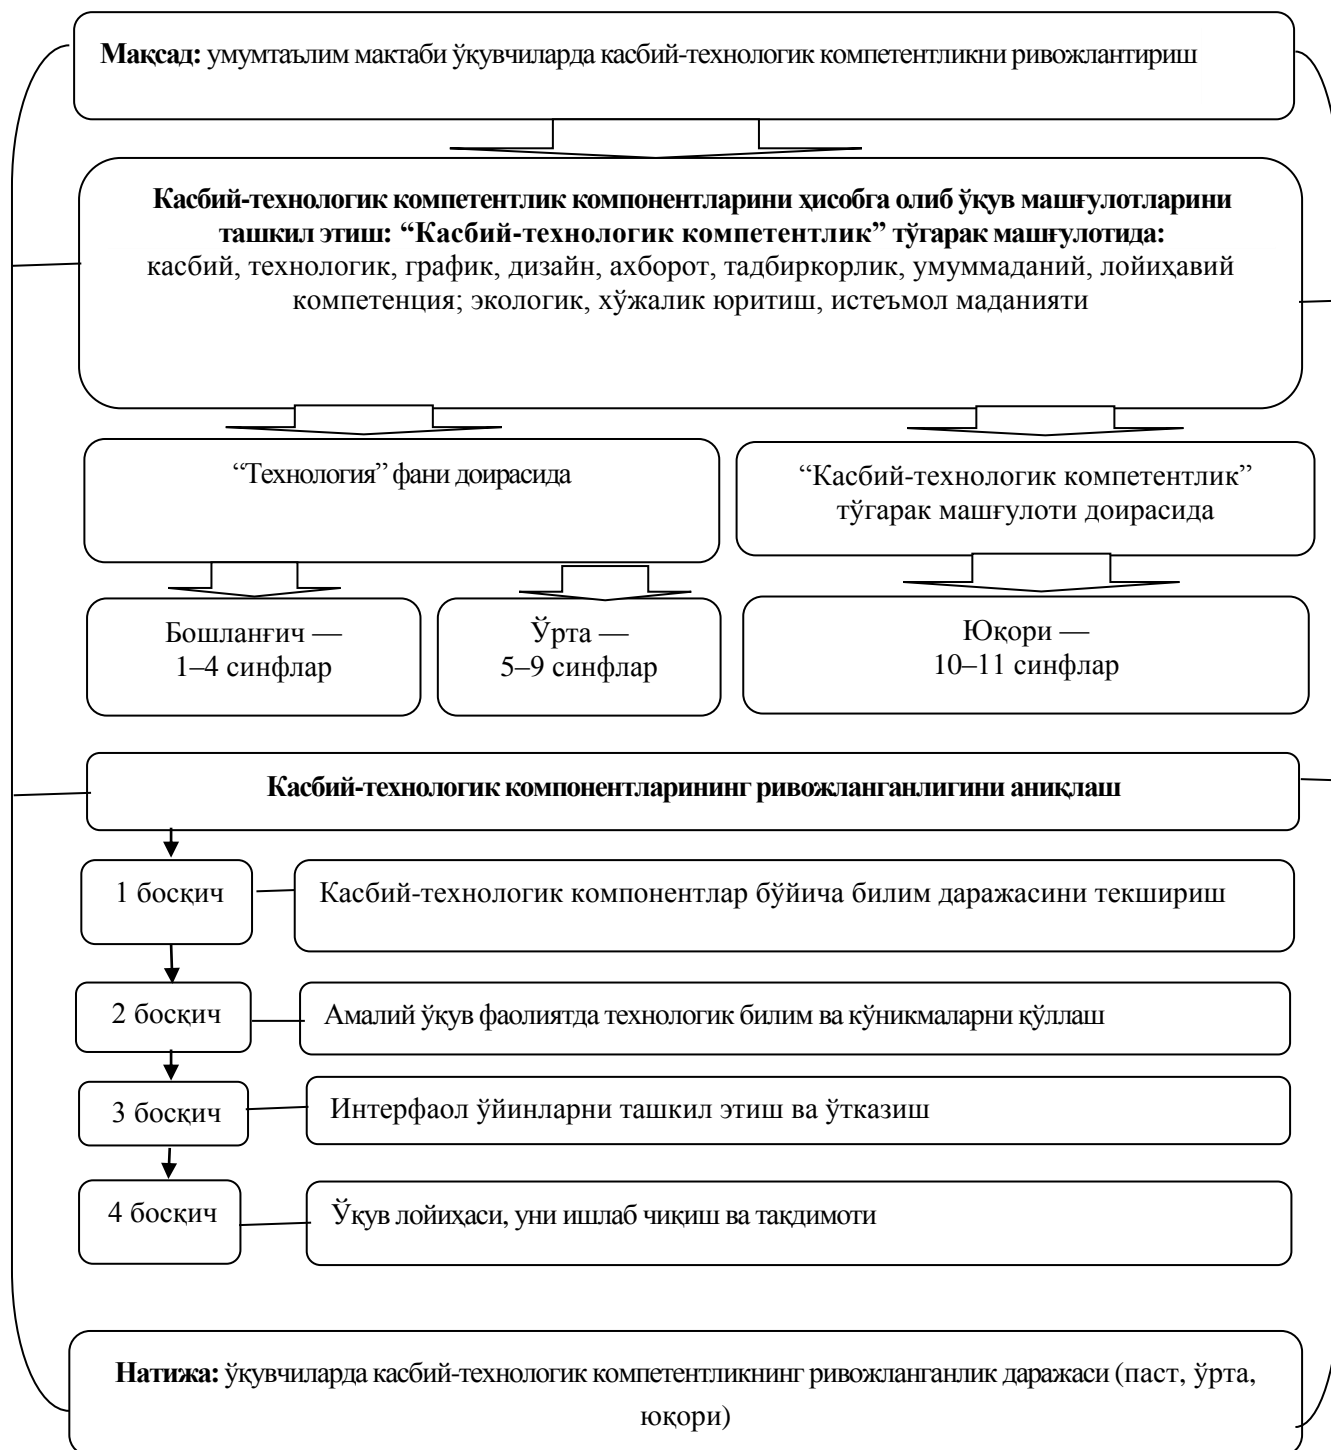 Мақсад: умумтаълим мактаби ўқувчиларда касбий-технологик компетентликни ривожлантириш
Касбий-технологик компетентлик компонентларини ҳисобга олиб ўқув машғулотларини
ташкил этиш: “Касбий-технологик компетентлик” тўгарак машғулотида:
касбий, технологик, график, дизайн, ахборот, тадбиркорлик, умуммаданий, лойиҳавий
компетенция; экологик, хўжалик юритиш, истеъмол маданияти
“Технология” фани доирасида
“Касбий-технологик компетентлик”
тўгарак машғулоти доирасида
Бошланғич —
1–4 синфлар
Ўрта —
5–9 синфлар
Юқори —
10–11 синфлар
Касбий-технологик компонентларининг ривожланганлигини аниқлаш
1 босқич
Касбий-технологик компонентлар бўйича билим даражасини текшириш
2 босқич
Амалий ўқув фаолиятда технологик билим ва кўникмаларни қўллаш
3 босқич
Интерфаол ўйинларни ташкил этиш ва ўтказиш
4 босқич
Ўқув лойиҳаси, уни ишлаб чиқиш ва тақдимоти
Натижа: ўқувчиларда касбий-технологик компетентликнинг ривожланганлик даражаси (паст, ўрта,
юқори)